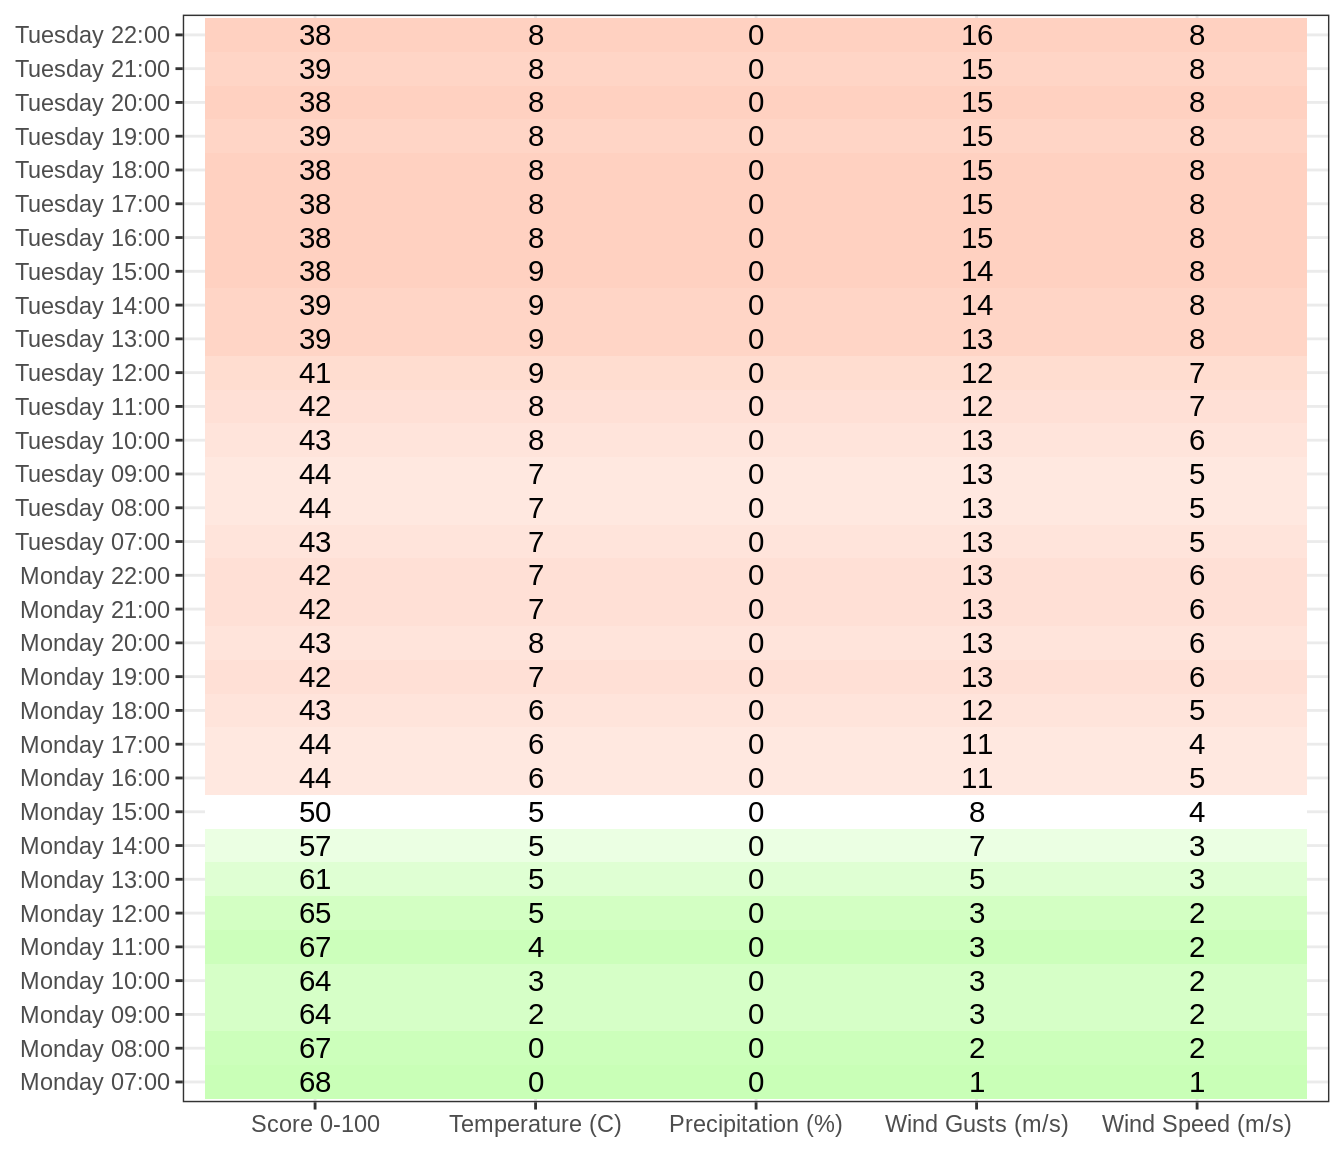 Tuesday 22:00 38 8 0 16 8
Tuesday 21:00 39 8 0 15 8
Tuesday 20:00 38 8 0 15 8
Tuesday 19:00 39 8 0 15 8
Tuesday 18:00 38 8 0 15 8
Tuesday 17:00 38 8 0 15 8
Tuesday 16:00 38 8 0 15 8
Tuesday 15:00 38 9 0 14 8
Tuesday 14:00 39 9 0 14 8
Tuesday 13:00 39 9 0 13 8
Tuesday 12:00 41 9 0 12 7
Tuesday 11:00 42 8 0 12 7
Tuesday 10:00 43 8 0 13 6
Tuesday 09:00 44 7 0 13 5
Tuesday 08:00 44 7 0 13 5
Tuesday 07:00 43 7 0 13 5
Monday 22:00 42 7 0 13 6
Monday 21:00 42 7 0 13 6
Monday 20:00 43 8 0 13 6
Monday 19:00 42 7 0 13 6
Monday 18:00 43 6 0 12 5
Monday 17:00 44 6 0 11 4
Monday 16:00 44 6 0 11 5
Monday 15:00 50 5 0 8 4
Monday 14:00 57 5 0 7 3
Monday 13:00 61 5 0 5 3
Monday 12:00 65 5 0 3 2
Monday 11:00 67 4 0 3 2
Monday 10:00 64 3 0 3 2
Monday 09:00 64 2 0 3 2
Monday 08:00 67 0 0 2 2
Monday 07:00 68 0 0 1 1
Score 0-100 Temperature (C) Precipitation (%) Wind Gusts (m/s) Wind Speed (m/s)